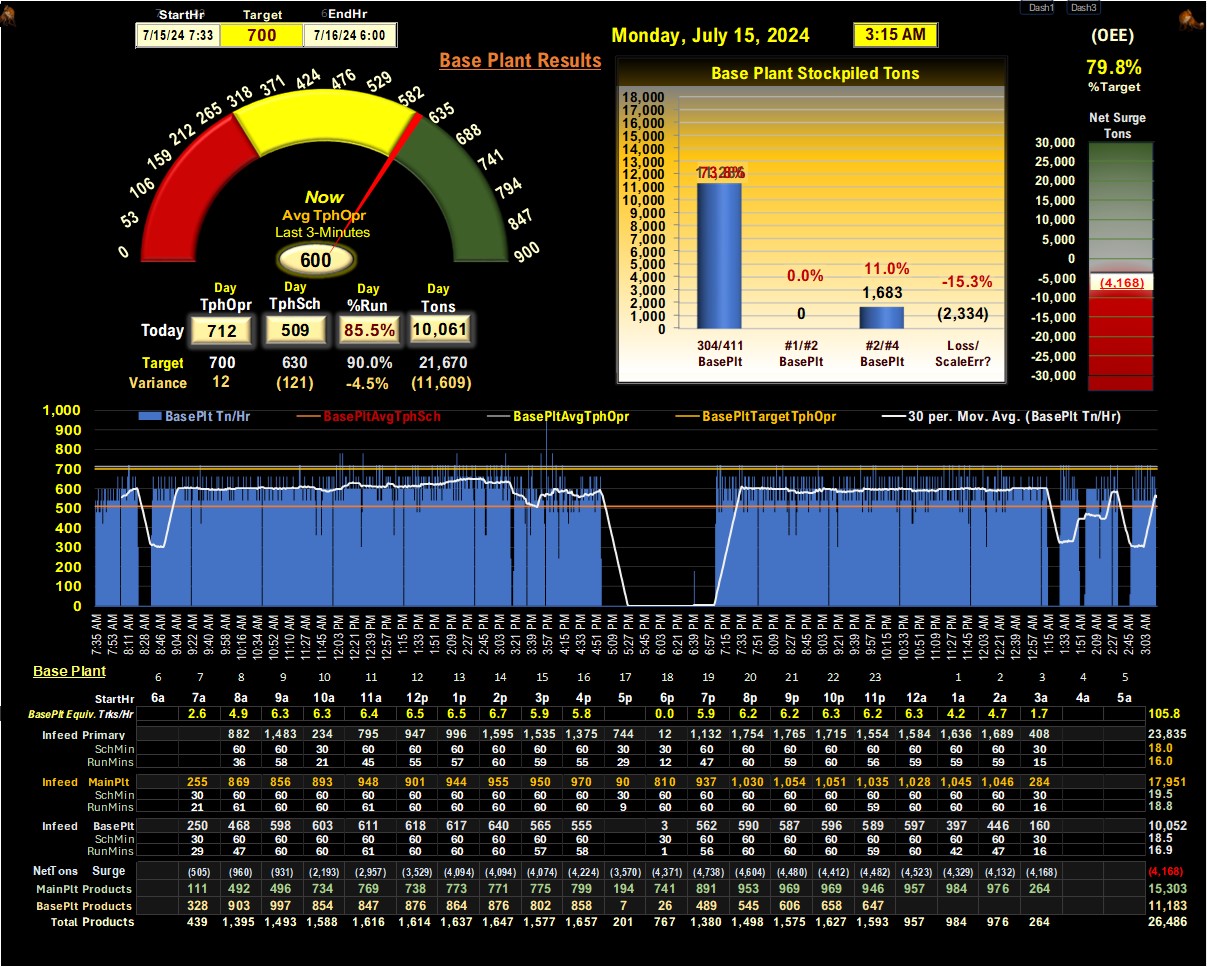 Dash1 Dash3
StartHr Target EndHr
7/15/24 7:33 700 7/16/24 6:00
Monday, July 15, 2024 3:15 AM
(OEE)
79.8%
%Target
Base Plant Results
0 53 106 159 212 265 318 371 424 476 529 582 635 688 741 794 847 900
Now
Avg TphOpr
Last 3-Minutes
600
Day Day Day Day
TphOpr TphSch %Run Tons
Today 712 509 85.5% 10,061
Target 700 630 90.0% 21,670
Variance 12 (121) -4.5% (11,609)
Base Plant Stockpiled Tons
18,000
17,000
16,000
15,000
14,000
13,000
12,000
11,000
10,000
9,000
8,000
7,000
6,000
5,000
4,000
3,000
2,000
1,000
0
0.0% 11.0% -15.3%
0 1,683 (2,334)
304/411 #1/#2 #2/#4 Loss/
BasePlt BasePlt BasePlt ScaleErr?
Net Surge
Tons
30,000
25,000
20,000
15,000
10,000
5,000
0
-5,000
(4,168)
-10,000
-15,000
-20,000
-25,000
-30,000
BasePlt Tn/Hr BasePltAvgTphSch BasePltAvgTphOpr BasePltTargetTphOpr 30 per. Mov. Avg. (BasePlt Tn/Hr)
1,000
900
800
700
600
500
400
300
200
100
0
7:35 AM 7:53 AM 8:11 AM 8:28 AM 8:46 AM 9:04 AM 9:22 AM 9:40 AM 9:58 AM 10:16 AM 10:34 AM 10:52 AM 11:10 AM 11:27 AM 11:45 AM 12:03 PM 12:21 PM 12:39 PM 12:57 PM 1:15 PM 1:33 PM 1:51 PM 2:09 PM 2:27 PM 2:45 PM 3:03 PM 3:21 PM 3:39 PM 3:57 PM 4:15 PM 4:33 PM 4:51 PM 5:09 PM 5:27 PM 5:45 PM 6:03 PM 6:21 PM 6:39 PM 6:57 PM 7:15 PM 7:33 PM 7:51 PM 8:09 PM 8:27 PM 8:45 PM 9:03 PM 9:21 PM 9:39 PM 9:57 PM 10:15 PM 10:33 PM 10:51 PM 11:09 PM 11:27 PM 11:45 PM 12:03 AM 12:21 AM 12:39 AM 12:57 AM 1:15 AM 1:33 AM 1:51 AM 2:09 AM 2:27 AM 2:45 AM 3:03 AM
Base Plant 6 7 8 9 10 11 12 13 14 15 16 17 18 19 20 21 22 23 1 2 3 4 5
StartHr 6a 7a 8a 9a 10a 11a 12p 1p 2p 3p 4p 5p 6p 7p 8p 9p 10p 11p 12a 1a 2a 3a 4a 5a
BasePlt Equiv. Trks/Hr 2.6 4.9 6.3 6.3 6.4 6.5 6.5 6.7 5.9 5.8 0.0 5.9 6.2 6.2 6.3 6.2 6.3 4.2 4.7 1.7 105.8
Infeed Primary 882 1,483 234 795 947 996 1,595 1,535 1,375 744 12 1,132 1,754 1,765 1,715 1,554 1,584 1,636 1,689 408 23,835
SchMin 60 60 30 60 60 60 60 60 60 30 30 60 60 60 60 60 60 60 60 30 18.0
RunMins 36 58 21 45 55 57 60 59 55 29 12 47 60 59 56 59 59 59 59 15 16.0
Infeed MainPlt 255 869 856 893 948 901 944 955 950 970 90 810 937 1,030 1,054 1,051 1,035 1,028 1,045 1,046 284 17,951
SchMin 30 60 60 60 60 60 60 60 60 60 30 60 60 60 60 60 60 60 60 60 30 19.5
RunMins 21 61 60 60 61 60 60 60 60 60 9 60 60 60 60 60 59 60 60 60 16 18.8
Infeed BasePlt 250 468 598 603 611 618 617 640 565 555 3 562 590 587 596 589 597 397 446 160 10,052
SchMin 30 60 60 60 60 60 60 60 60 60 30 60 60 60 60 60 60 60 60 30 18.5
RunMins 29 47 60 60 61 60 60 60 57 58 1 56 60 60 60 59 60 42 47 16 16.9
NetTons Surge (505) (960) (931) (2,193) (2,957) (3,529) (4,094) (4,094) (4,074) (4,224) (3,570) (4,371) (4,738) (4,604) (4,480) (4,412) (4,482) (4,523) (4,329) (4,132) (4,168) (4,168)
MainPlt Products 111 492 496 734 769 738 773 771 775 799 194 741 891 953 969 969 946 957 984 976 264 15,303
BasePlt Products 328 903 997 854 847 876 864 876 802 858 7 26 489 545 606 658 647 11,183
Total Products 439 1,395 1,493 1,588 1,616 1,614 1,637 1,647 1,577 1,657 201 767 1,380 1,498 1,575 1,627 1,593 957 984 976 264 26,486